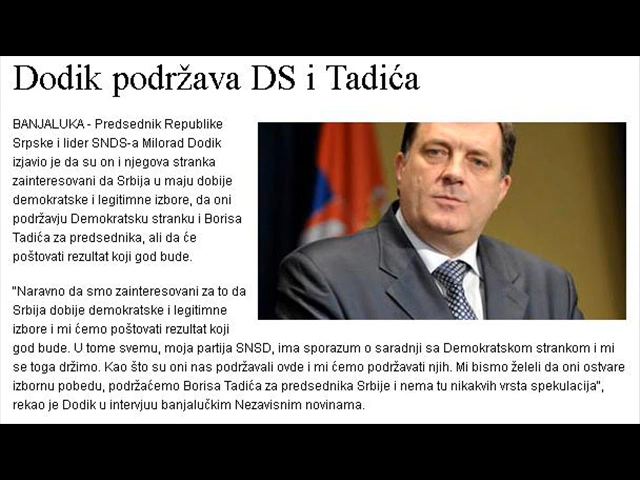 Dodik podržava DS i Tadića
BANJALUKA - Predsednik Republike
Srpske i lider SNDS-a Milorad Dodik
izjavio je da su on i njegova stranka
zainteresovani da Srbija u maju dobije
demokratske i legitimne izbore, da oni
podržavju Demokratsku stranku i Borisa
Tadića za predsednika, ali da će
poštovati rezultat koji god bude.
"Naravno da smo zainteresovani za to da
Srbija dobije demokratske i legitimne
izbore i mi ćemo poštovati rezultat koji
god bude. U tome svemu, moja partija SNSD, ima sporazum o saradnji sa Demokratskom strankom i mi
se toga držimo. Kao što su oni nas podržavali ovde i mi ćemo podržavati njih. Mi bismo želeli da oni ostvare
izbornu pobedu, podržaćemo Borisa Tadića za predsednika Srbije i nema tu nikakvih vrsta spekulacija",
rekao je Dodik u intervjuu banjalučkim Nezavisnim novinama.